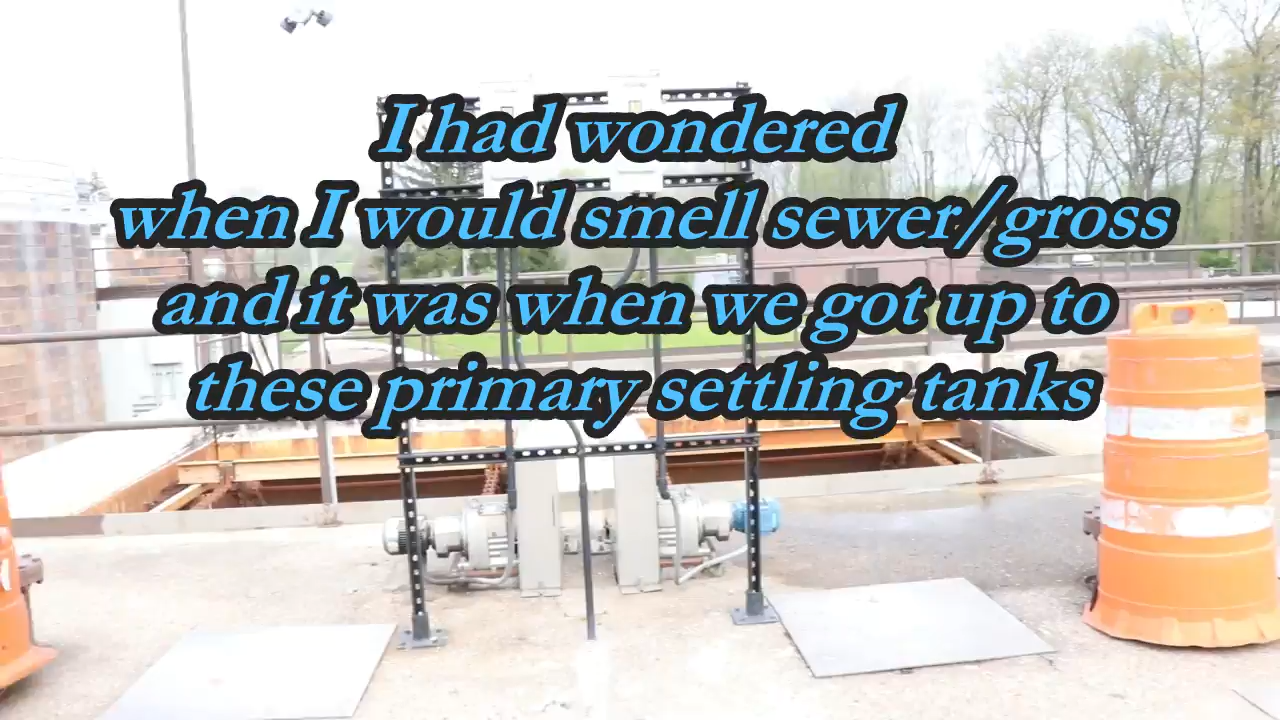 I had wondered
when I would smell sewer/gross
and it was when we got up to
these primary settling tanks